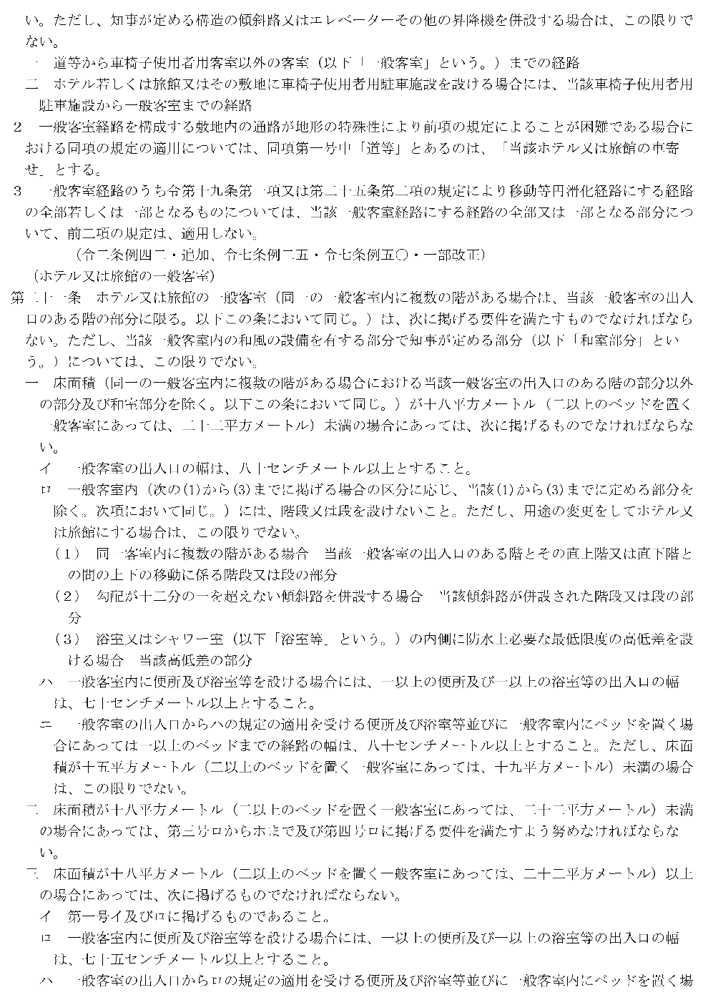 い。ただし、知事が定める構造の傾斜路又はエレベーターその他の昇降機を併設する場合は、この限りで
ない。
一　道等から車椅子使用者用客室以外の客室（以下「一般客室」という。）までの経路
二　ホテル若しくは旅館又はその敷地に車椅子使用者用駐車施設を設ける場合には、当該車椅子使用者用
駐車施設から一般客室までの経路
２　一般客室経路を構成する敷地内の通路が地形の特殊性により前項の規定によることが困難である場合に
おける同項の規定の適用については、同項第一号中「道等」とあるのは、「当該ホテル又は旅館の車寄
せ」とする。
３　一般客室経路のうち令第十九条第一項又は第二十五条第二項の規定により移動等円滑化経路にする経路
の全部若しくは一部となるものについては、当該一般客室経路にする経路の全部又は一部となる部分につ
いて、前二項の規定は、適用しない。
（令二条例四二・追加、令七条例二五・令七条例五〇・一部改正）
（ホテル又は旅館の一般客室）
第二十一条　ホテル又は旅館の一般客室（同一の一般客室内に複数の階がある場合は、当該一般客室の出入
口のある階の部分に限る。以下この条において同じ。）は、次に掲げる要件を満たすものでなければなら
ない。ただし、当該一般客室内の和風の設備を有する部分で知事が定める部分（以下「和室部分」とい
う。）については、この限りでない。
一　床面積（同一の一般客室内に複数の階がある場合における当該一般客室の出入口のある階の部分以外
の部分及び和室部分を除く。以下この条において同じ。）が十八平方メートル（二以上のベッドを置く
一般客室にあっては、二十二平方メートル）未満の場合にあっては、次に掲げるものでなければならな
い。
イ　一般客室の出入口の幅は、八十センチメートル以上とすること。
ロ　一般客室内（次の(1)から(3)までに掲げる場合の区分に応じ、当該(1)から(3)までに定める部分を
除く。次項において同じ。）には、階段又は段を設けないこと。ただし、用途の変更をしてホテル又
は旅館にする場合は、この限りでない。
（１）　同一客室内に複数の階がある場合　当該一般客室の出入口のある階とその直上階又は直下階と
の間の上下の移動に係る階段又は段の部分
（２）　勾配が十二分の一を超えない傾斜路を併設する場合　当該傾斜路が併設された階段又は段の部
分
（３）　浴室又はシャワー室（以下「浴室等」という。）の内側に防水上必要な最低限度の高低差を設
ける場合　当該高低差の部分
ハ　一般客室内に便所及び浴室等を設ける場合には、一以上の便所及び一以上の浴室等の出入口の幅
は、七十センチメートル以上とすること。
ニ　一般客室の出入口からハの規定の適用を受ける便所及び浴室等並びに一般客室内にベッドを置く場
合にあっては一以上のベッドまでの経路の幅は、八十センチメートル以上とすること。ただし、床面
積が十五平方メートル（二以上のベッドを置く一般客室にあっては、十九平方メートル）未満の場合
は、この限りでない。
二　床面積が十八平方メートル（二以上のベッドを置く一般客室にあっては、二十二平方メートル）未満
の場合にあっては、第三号ロからホまで及び第四号ロに掲げる要件を満たすよう努めなければならな
い。
三　床面積が十八平方メートル（二以上のベッドを置く一般客室にあっては、二十二平方メートル）以上
の場合にあっては、次に掲げるものでなければならない。
イ　第一号イ及びロに掲げるものであること。
ロ　一般客室内に便所及び浴室等を設ける場合には、一以上の便所及び一以上の浴室等の出入口の幅
は、七十五センチメートル以上とすること。
ハ　一般客室の出入口からロの規定の適用を受ける便所及び浴室等並びに一般客室内にベッドを置く場